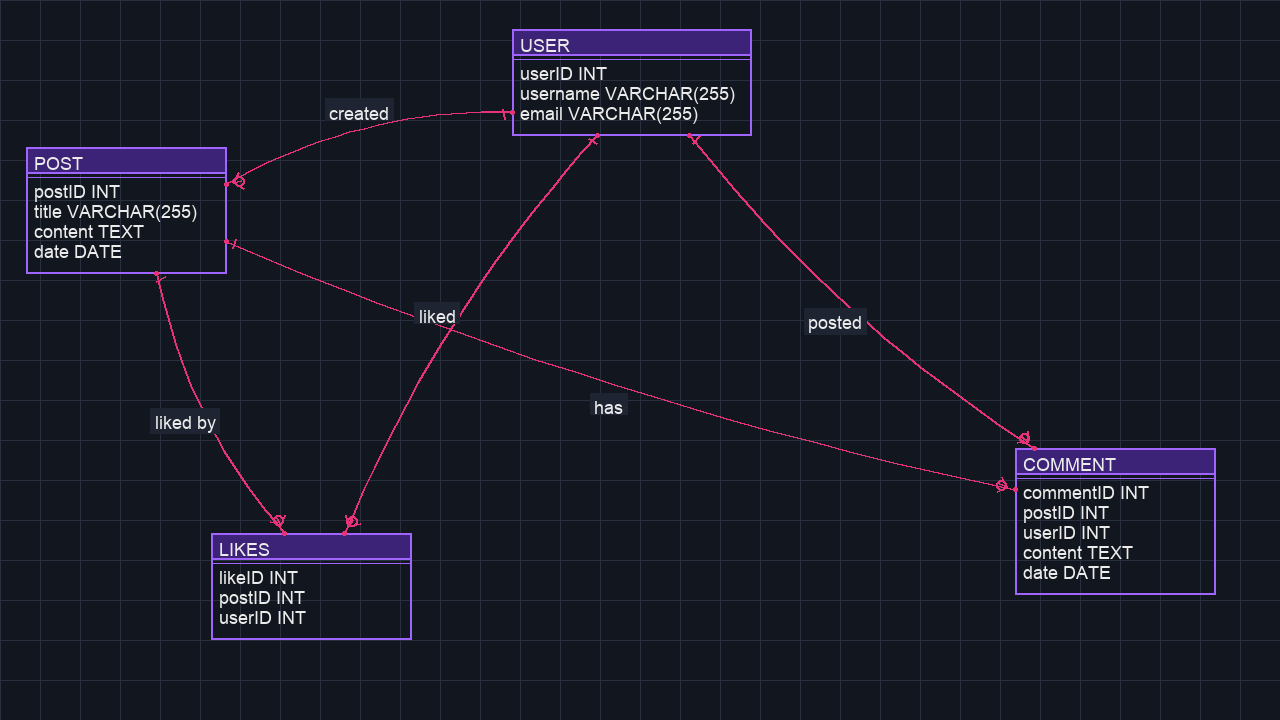 USER
userID INT
username VARCHAR(255)
email VARCHAR(255)
created
POST
postID INT
title VARCHAR(255)
content TEXT
date DATE
liked
posted
has
liked by
COMMENT
commentID INT
postID INT
userID INT
content TEXT
date DATE
LIKES
likeID INT
postID INT
userID INT